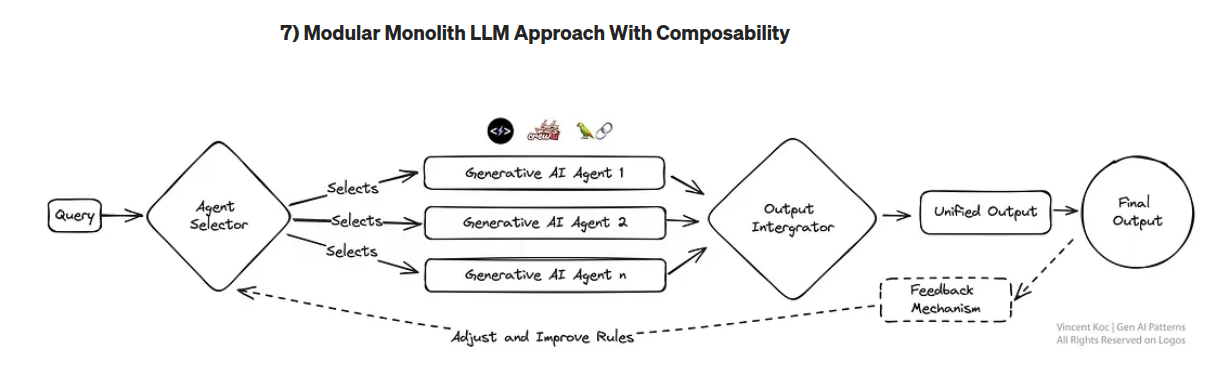 7) Modular Monolith LLM Approach With Composability
<⚡>
crewai
Query
Agent
Selector
Selects
Selects
Selects
Generative AI Agent 1
Generative AI Agent 2
Generative AI Agent n
Output
Intergrator
Unified Output
Final
Output
Feedback
Mechanism
Adjust and Improve Rules
Vincent Koc | Gen AI Patterns
All Rights Reserved on Logos